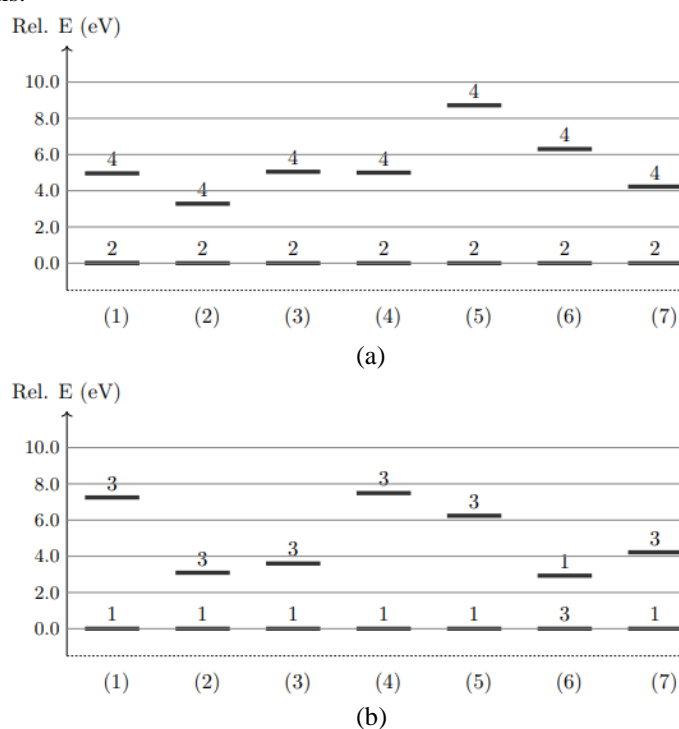 Rel. E (eV)
10.0
8.0
6.0
4.0
2.0
0.0
4 4 4 4 4 4 4
2 2 2 2 2 2 2
(1) (2) (3) (4) (5) (6) (7)
(a)
Rel. E (eV)
10.0
8.0
6.0
4.0
2.0
0.0
3 3 3 3 3 1 3
1 1 1 1 1 3 1
(1) (2) (3) (4) (5) (6) (7)
(b)